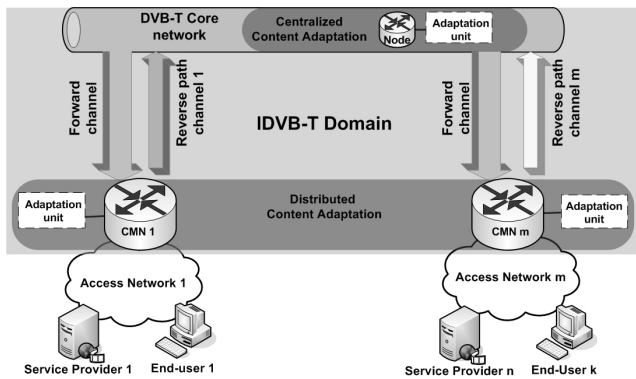 DVB-T Core
network
Centralized
Content Adaptation
Node
Adaptation
unit
Forward
channel
Reverse path
channel 1
IDVB-T Domain
Forward
channel
Reverse path
channel m
Adaptation
unit
CMN 1
Distributed
Content Adaptation
CMN m
Adaptation
unit
Access Network 1
Access Network m
Service Provider 1
End-user 1
Service Provider n
End-User k